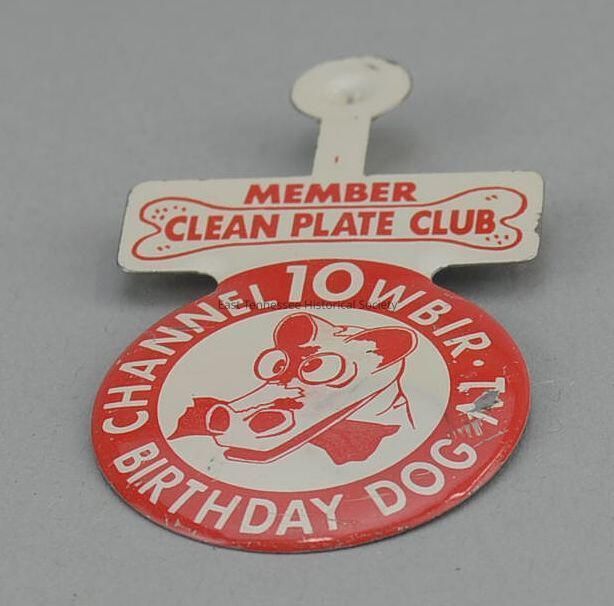 MEMBER
CLEAN PLATE CLUB
CHANNEL 10 WBIR·TV
East Tennessee Historical Society
BIRTHDAY DOG